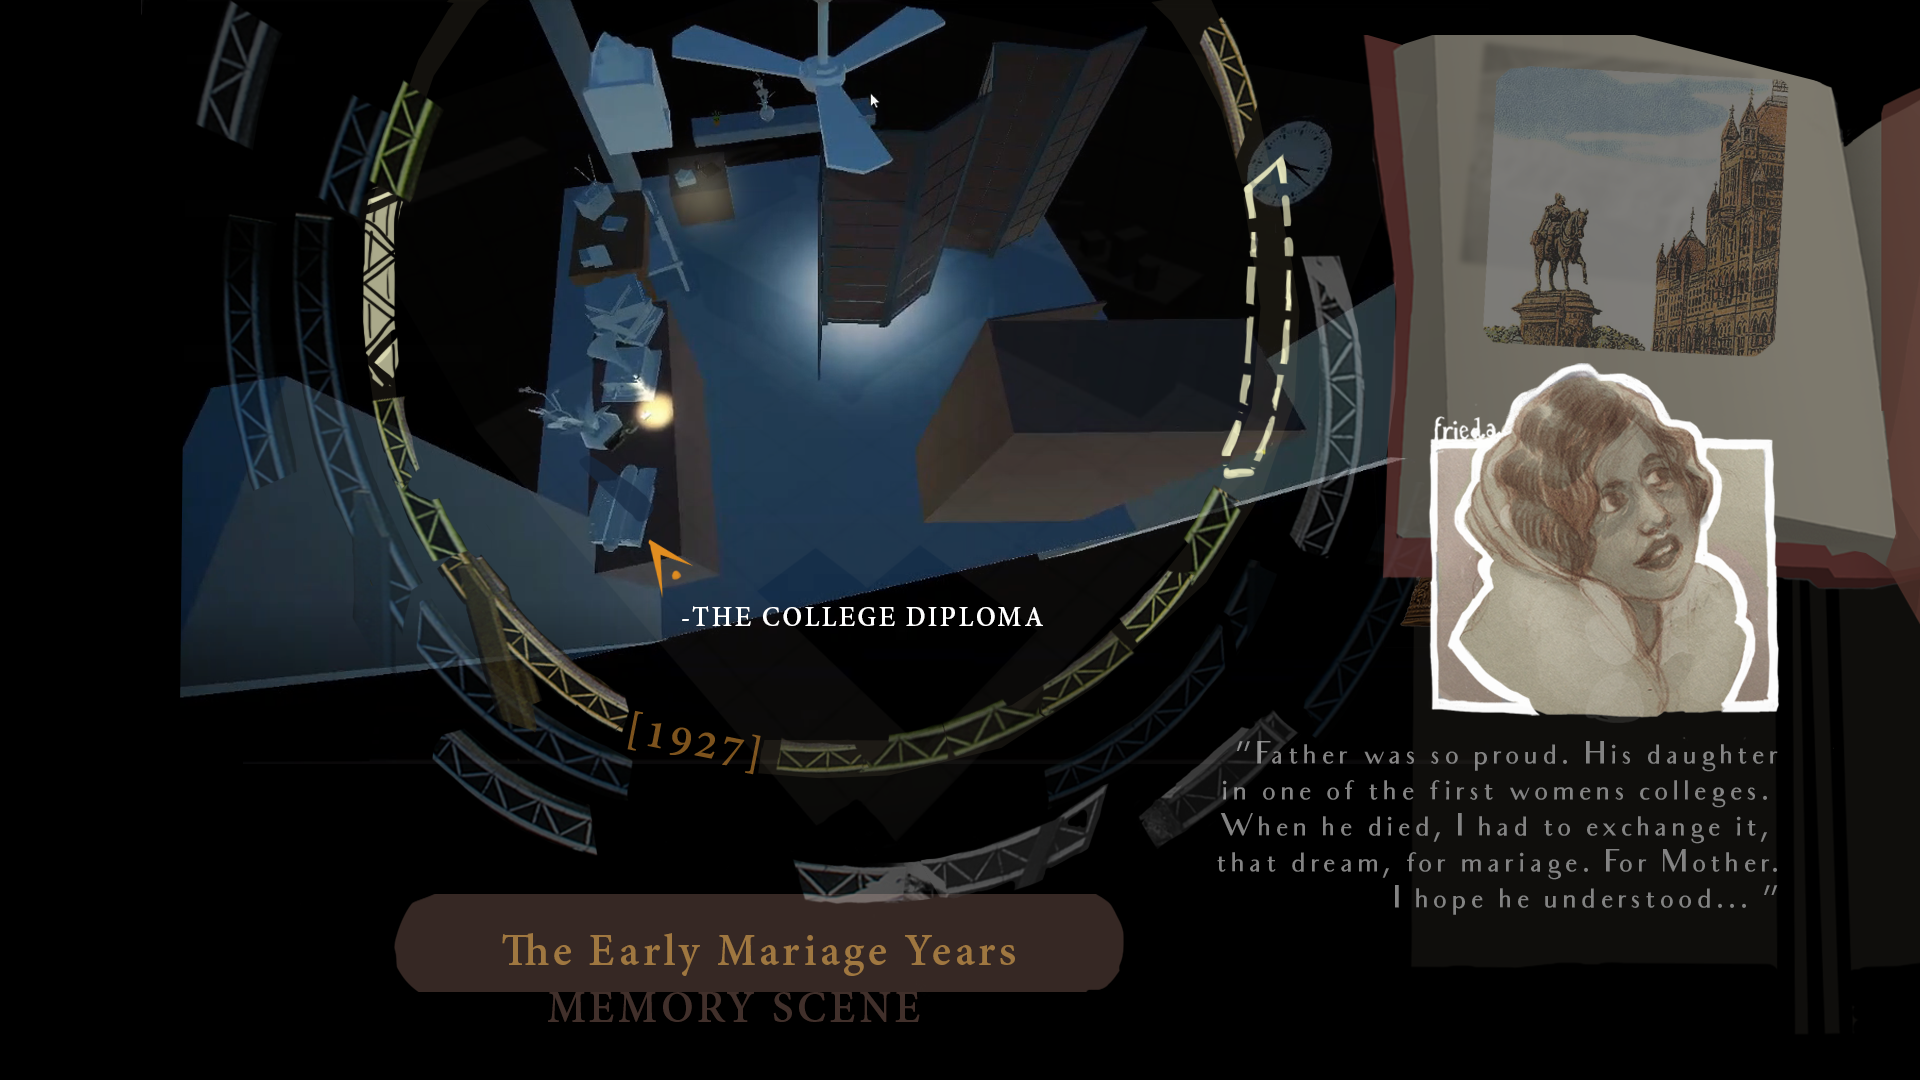 frieda
-THE COLLEGE DIPLOMA
[1927]
"Father was so proud. His daughter
in one of the first womens colleges.
When he died, I had to exchange it,
that dream, for mariage. For Mother.
I hope he understood... "
The Early Mariage Years
MEMORY SCENE